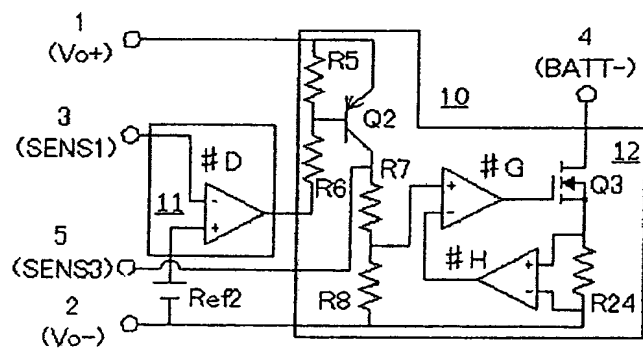 1
(Vo+)
4
(BATT-)
R5
10
Q2
3
(SENS1)
12
#D
R7
#G
R6
Q3
11
-
+
+
-
5
(SENS3)
#H
+
-
R24
Ref2
R8
2
(Vo-)